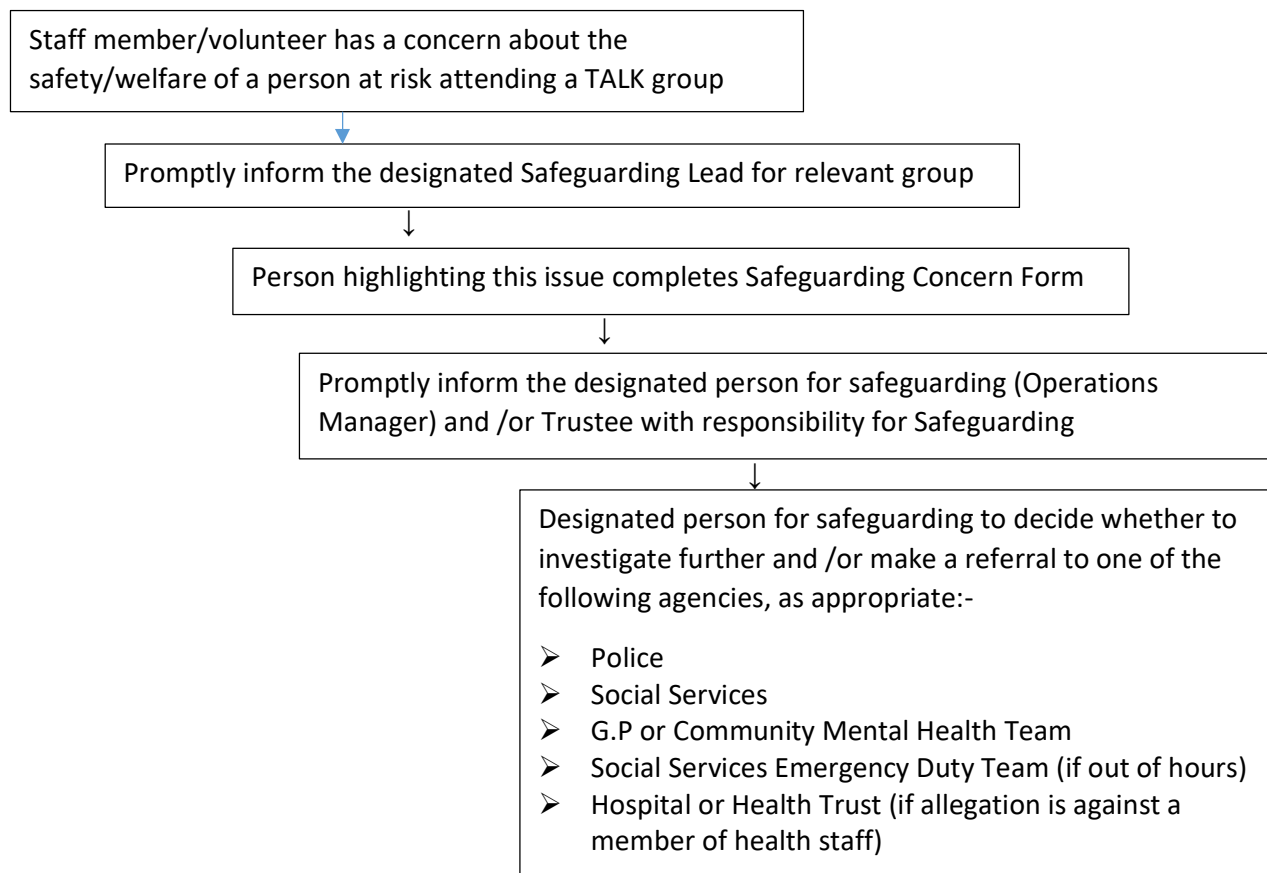 Staff member/volunteer has a concern about the
safety/welfare of a person at risk attending a TALK group
Promptly inform the designated Safeguarding Lead for relevant group
↓
Person highlighting this issue completes Safeguarding Concern Form
↓
Promptly inform the designated person for safeguarding (Operations
Manager) and /or Trustee with responsibility for Safeguarding
↓
Designated person for safeguarding to decide whether to
investigate further and /or make a referral to one of the
following agencies, as appropriate:-
➢ Police
➢ Social Services
➢ G.P or Community Mental Health Team
➢ Social Services Emergency Duty Team (if out of hours)
➢ Hospital or Health Trust (if allegation is against a
member of health staff)